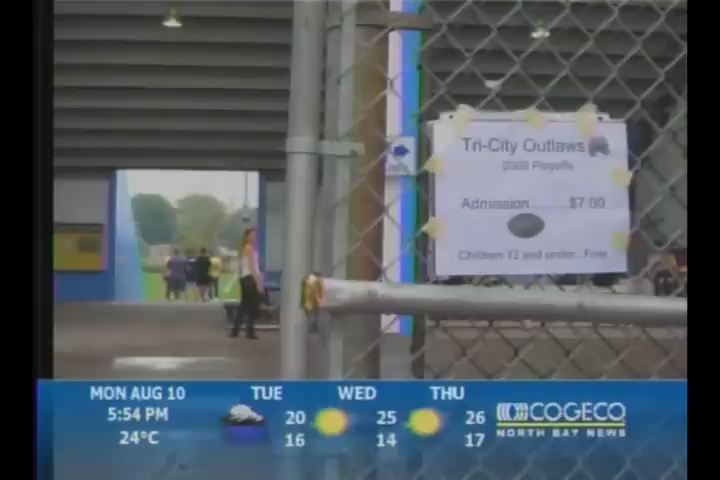 Tri-City Outlaws
Playoffs
Admission..........$7.00
Children 12 and under...Free
MON AUG 10
5:54 PM
24°C
TUE
20
16
WED
25
14
THU
26
17
COGECO
NORTH BAY NEWS